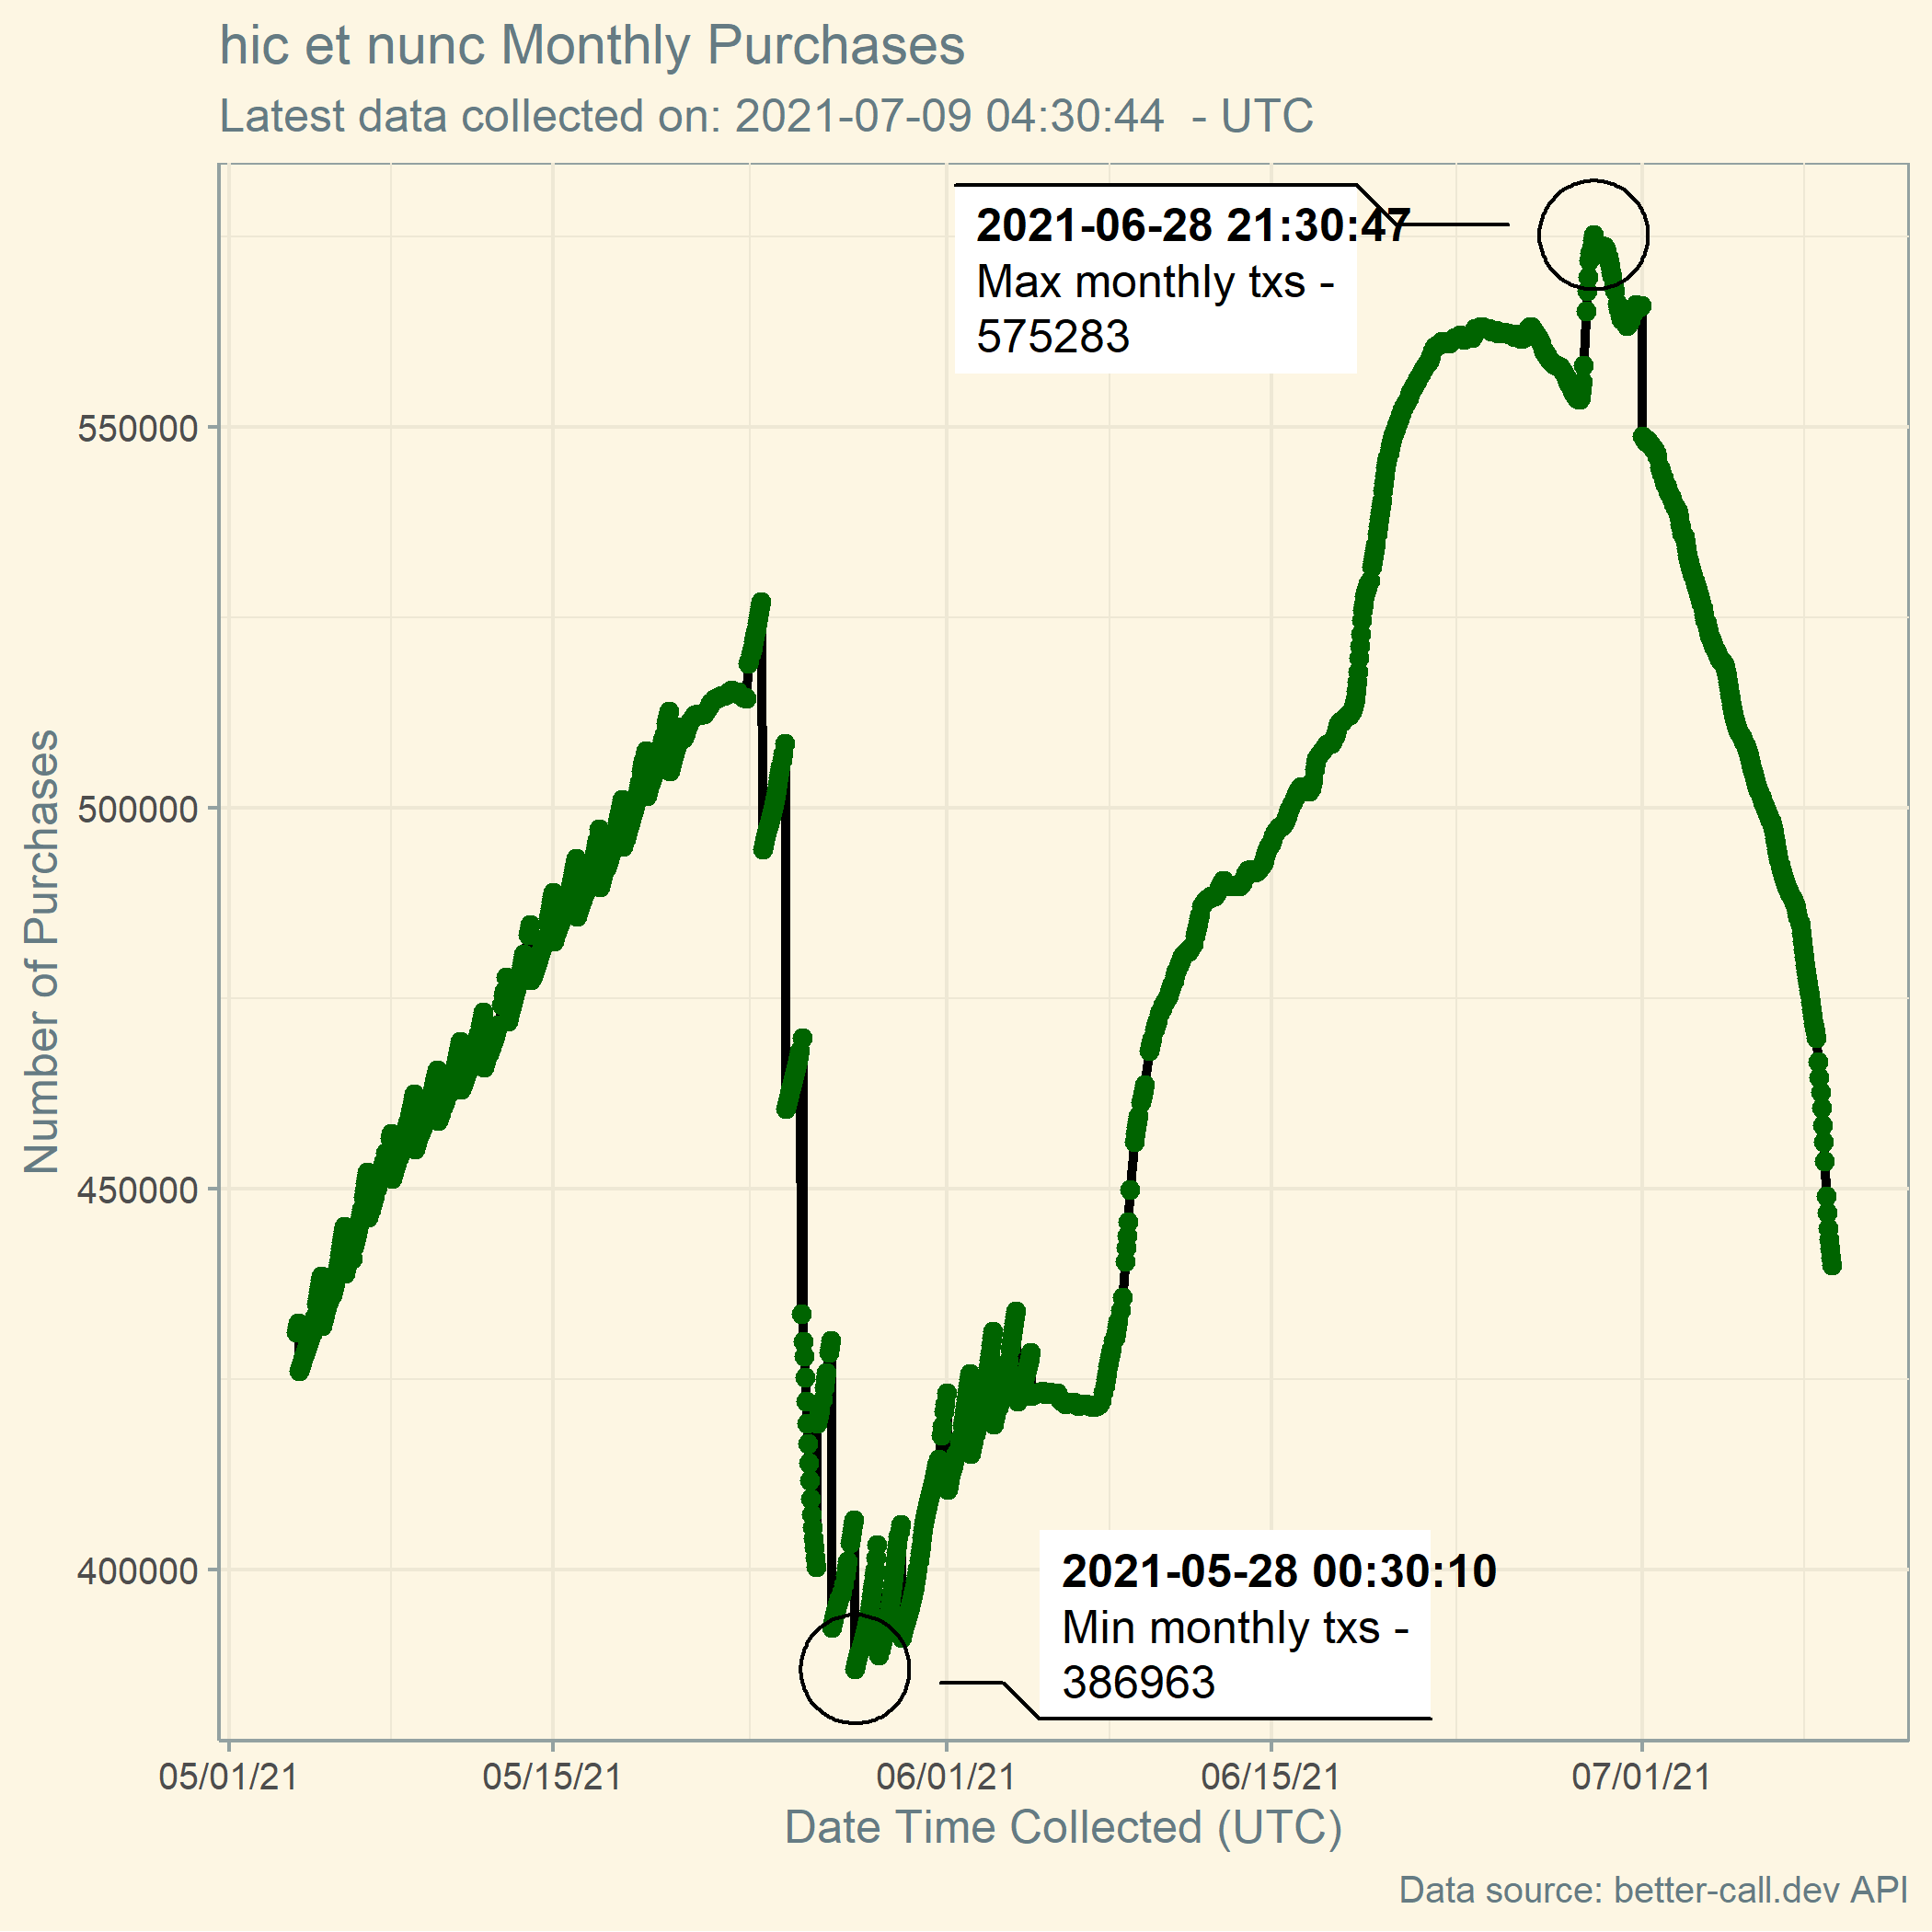 hic et nunc Monthly Purchases
Latest data collected on: 2021-07-09 04:30:44  - UTC
2021-06-28 21:30:47
Max monthly txs -
575283
550000
500000
450000
400000
Number of Purchases
2021-05-28 00:30:10
Min monthly txs -
386963
05/01/21 05/15/21 06/01/21 06/15/21 07/01/21
Date Time Collected (UTC)
Data source: better-call.dev API